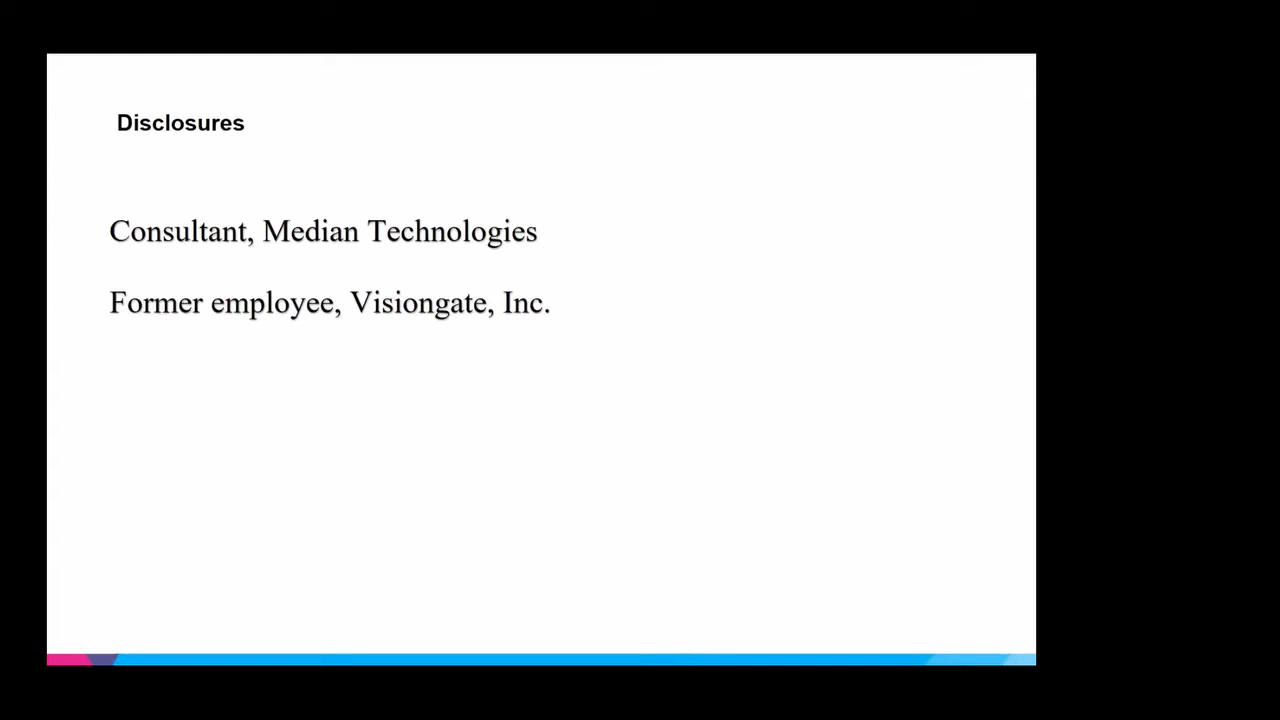 Disclosures
Consultant, Median Technologies
Former employee, Visiongate, Inc.